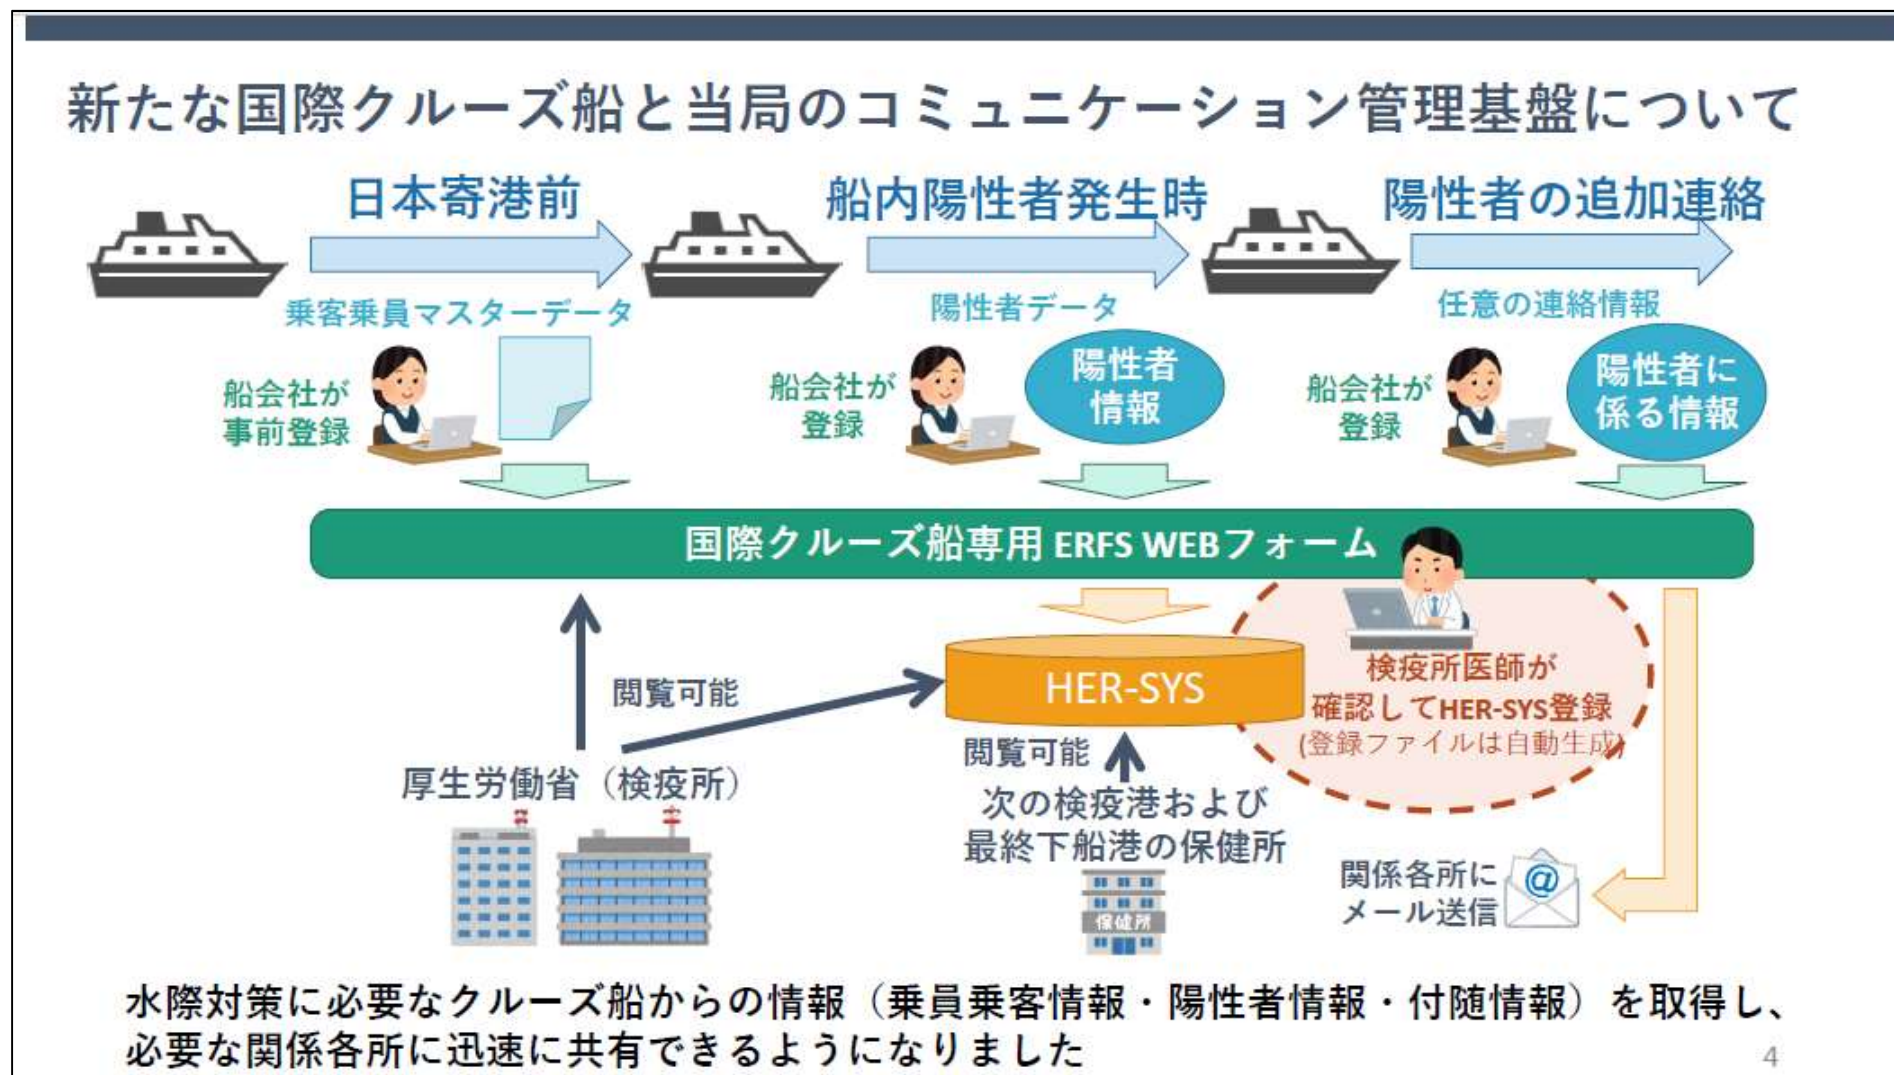 新たな国際クルーズ船と当局のコミュニケーション管理基盤について
日本寄港前
船内陽性者発生時
陽性者の追加連絡
乗客乗員マスターデータ
陽性者データ
任意の連絡情報
船会社が
事前登録
船会社が
登録
陽性者
情報
船会社が
登録
陽性者に
係る情報
国際クルーズ船専用 ERFS WEBフォーム
閲覧可能
HER-SYS
検疫所医師が
確認してHER-SYS登録
(登録ファイルは自動生成)
厚生労働省（検疫所）
閲覧可能
次の検疫港および
最終下船港の保健所
保健所
関係各所に
メール送信
@
水際対策に必要なクルーズ船からの情報（乗員乗客情報・陽性者情報・付随情報）を取得し、
必要な関係各所に迅速に共有できるようになりました
4